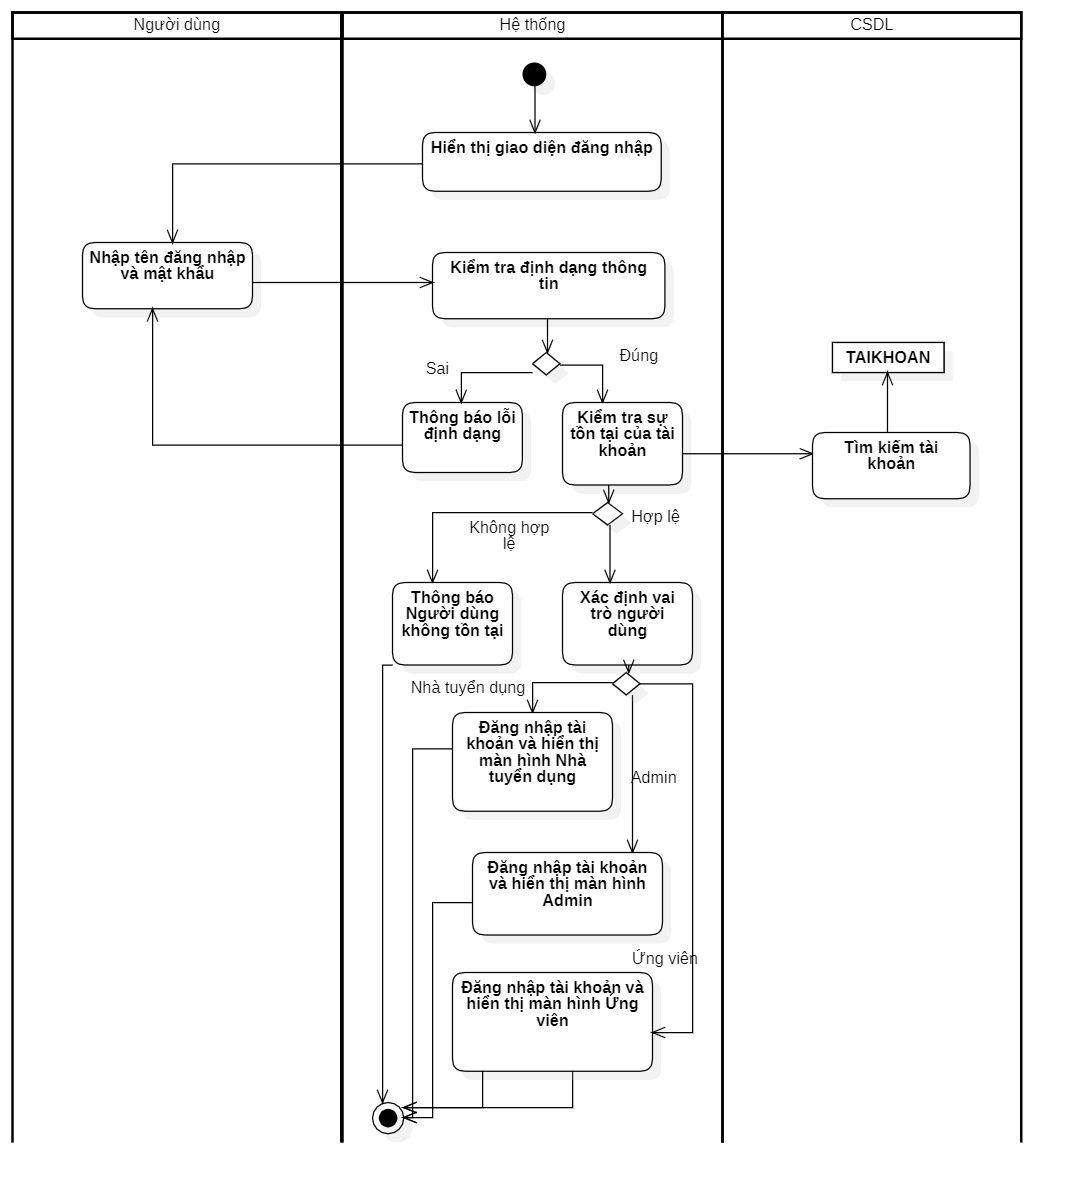 Người dùng
Hệ thống
CSDL
Hiển thị giao diện đăng nhập
Nhập tên đăng nhập
và mật khẩu
Kiểm tra định dạng thông
tin
Sai
Đúng
Thông báo lỗi
định dạng
Kiểm tra sự
tồn tại của tài
khoản
TAIKHOAN
Tìm kiếm tài
khoản
Không hợp
lệ
Hợp lệ
Thông báo
Người dùng
không tồn tại
Xác định vai
trò người
dùng
Nhà tuyển dụng
Đăng nhập tài
khoản và hiển thị
màn hình Nhà
tuyển dụng
Admin
Đăng nhập tài khoản
và hiển thị màn hình
Admin
Ứng viên
Đăng nhập tài khoản và
hiển thị màn hình Ứng
viên